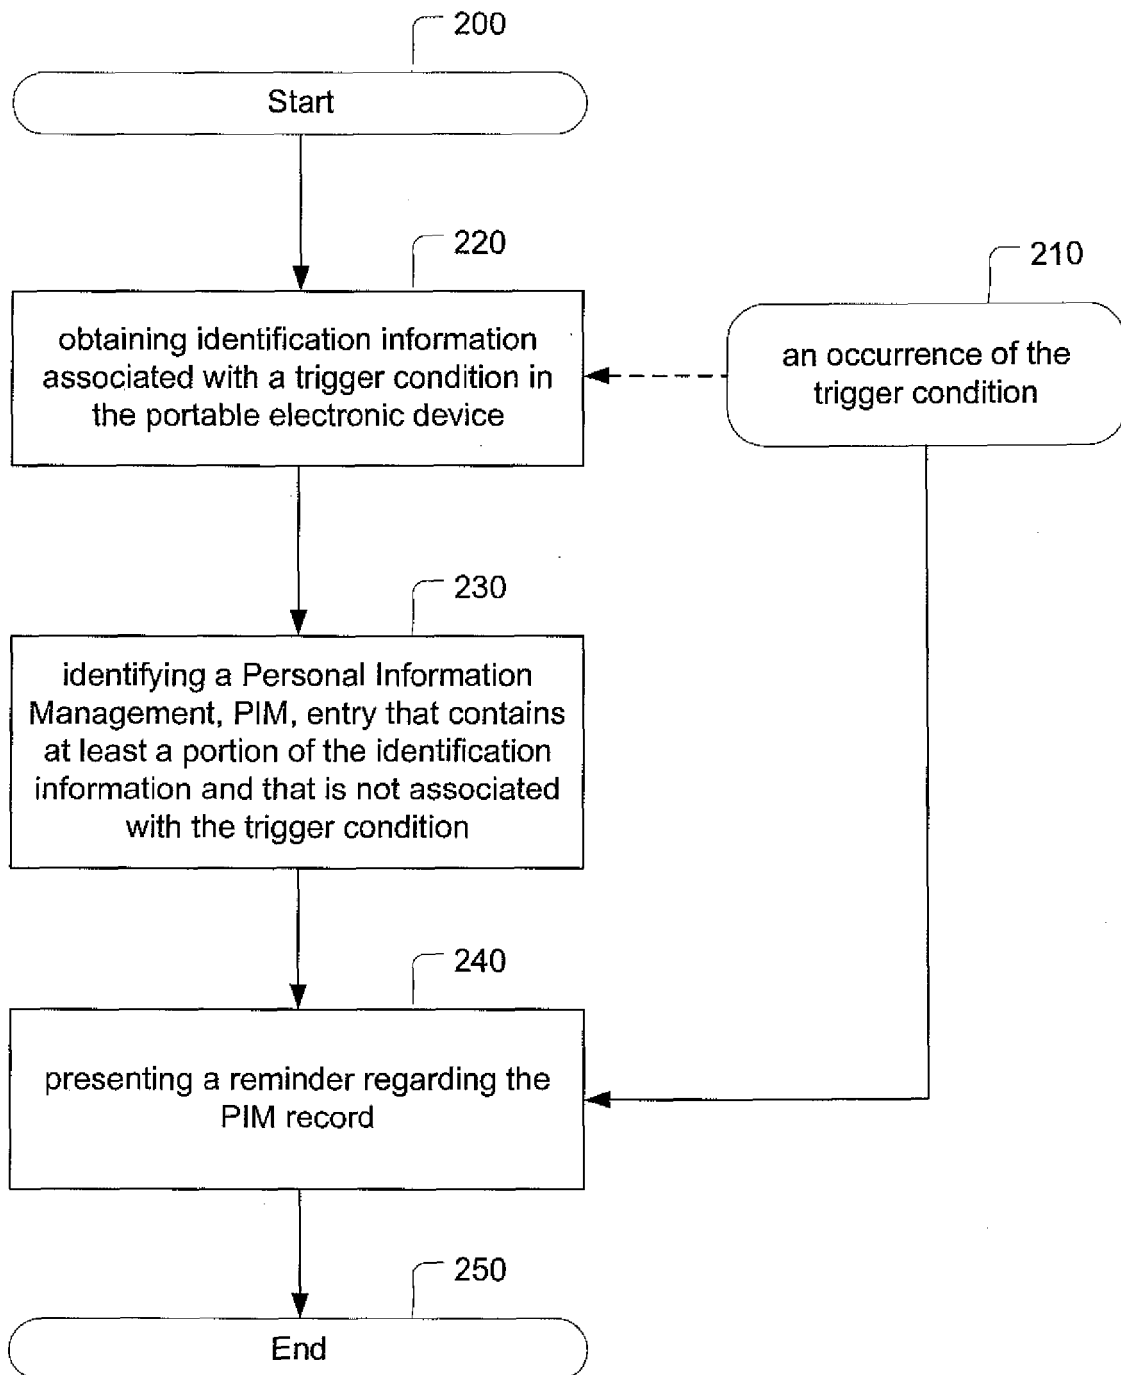 200
Start
220
obtaining identification information
associated with a trigger condition in
the portable electronic device
210
an occurrence of the
trigger condition
230
identifying a Personal Information
Management, PIM, entry that contains
at least a portion of the identification
information and that is not associated
with the trigger condition
240
presenting a reminder regarding the
PIM record
250
End